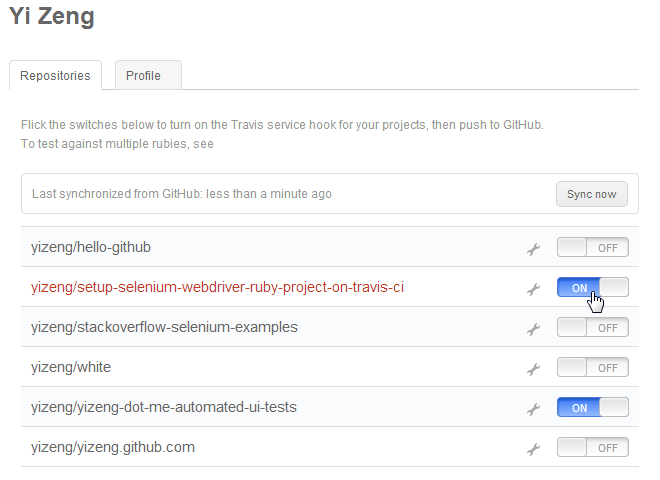 Yi Zeng
Repositories
Profile
Flick the switches below to turn on the Travis service hook for your projects, then push to GitHub.
To test against multiple rubies, see
Last synchronized from GitHub: less than a minute ago
Sync now
yizeng/hello-github
OFF
yizeng/setup-selenium-webdriver-ruby-project-on-travis-ci
ON
yizeng/stackoverflow-selenium-examples
OFF
yizeng/white
OFF
yizeng/yizeng-dot-me-automated-ui-tests
ON
yizeng/yizeng.github.com
OFF